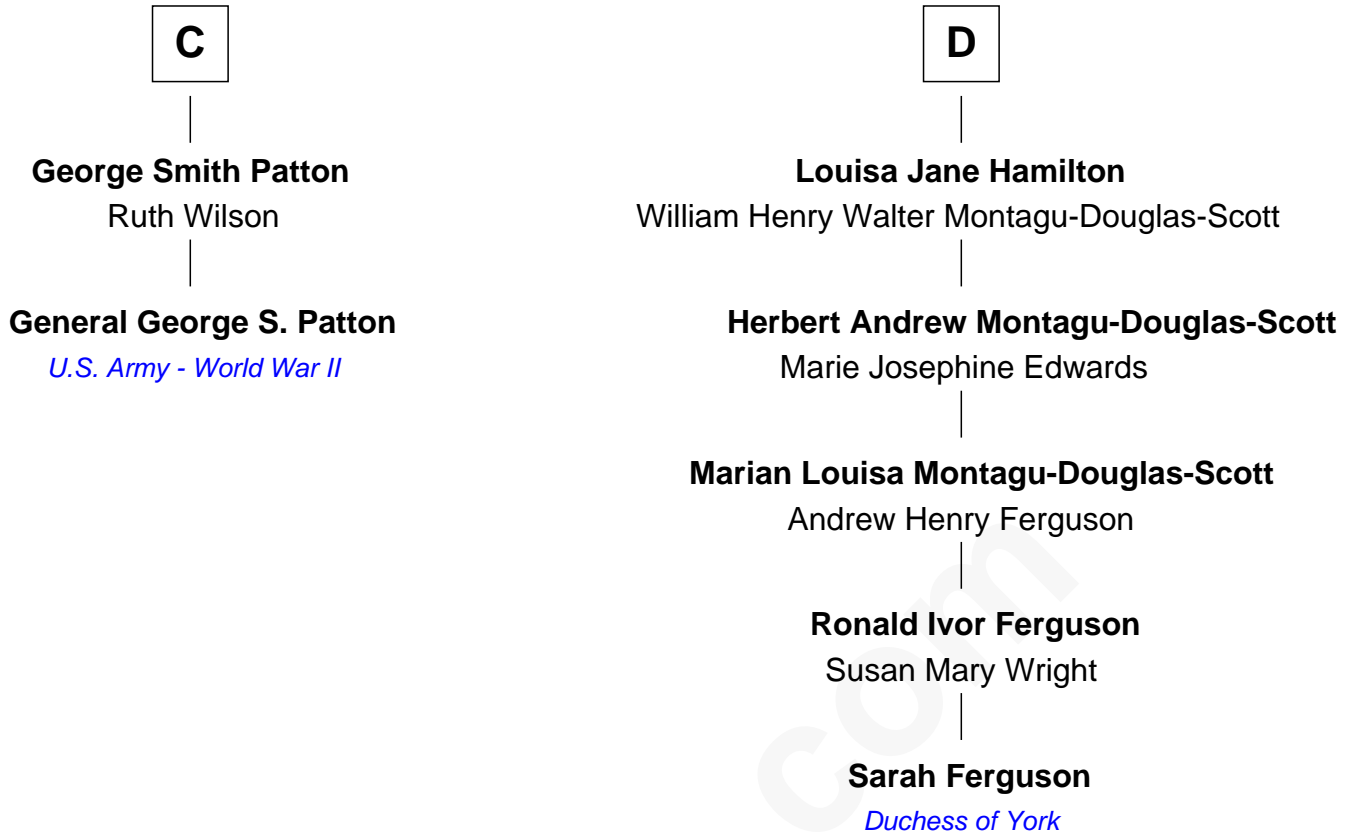 C
George Smith Patton
Ruth Wilson
General George S. Patton
U.S. Army - World War II
D
Louisa Jane Hamilton
William Henry Walter Montagu-Douglas-Scott
Herbert Andrew Montagu-Douglas-Scott
Marie Josephine Edwards
Marian Louisa Montagu-Douglas-Scott
Andrew Henry Ferguson
Ronald Ivor Ferguson
Susan Mary Wright
Sarah Ferguson
Duchess of York
com